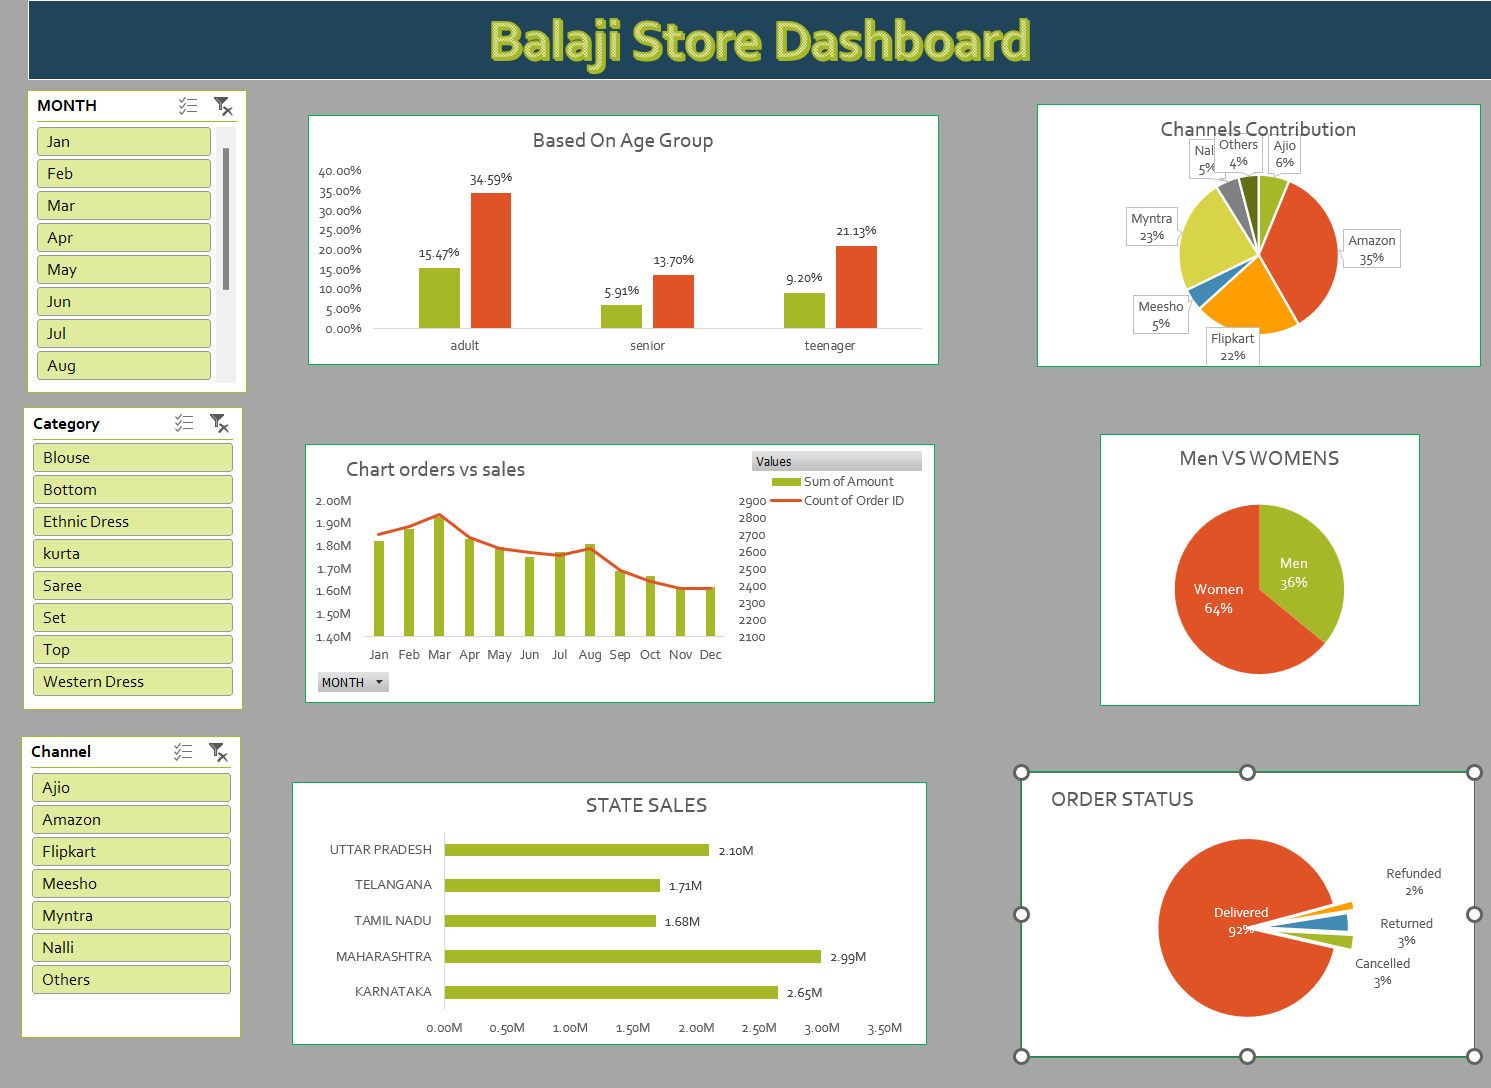 Balaji Store Dashboard
MONTH
Jan
Feb
Mar
Apr
May
Jun
Jul
Aug
Category
Blouse
Bottom
Ethnic Dress
kurta
Saree
Set
Top
Western Dress
Channel
Ajio
Amazon
Flipkart
Meesho
Myntra
Nalli
Others
Based On Age Group
40.00%
35.00%
30.00%
25.00%
20.00%
15.00%
10.00%
5.00%
0.00%
15.47%
34.59%
5.91%
13.70%
9.20%
21.13%
adult
senior
teenager
Channels Contribution
Nal
5%
Others
4%
Ajio
6%
Myntra
23%
Amazon
35%
Meesho
5%
Flipkart
22%
Chart orders vs sales
Values
Sum of Amount
Count of Order ID
2.00M
1.90M
1.80M
1.70M
1.60M
1.50M
1.40M
2900
2800
2700
2600
2500
2400
2300
2200
2100
Jan Feb Mar Apr May Jun Jul Aug Sep Oct Nov Dec
MONTH
Men VS WOMENS
Men
36%
Women
64%
STATE SALES
UTTAR PRADESH 2.10M
TELANGANA 1.71M
TAMIL NADU 1.68M
MAHARASHTRA 2.99M
KARNATAKA 2.65M
0.00M 0.50M 1.00M 1.50M 2.00M 2.50M 3.00M 3.50M
ORDER STATUS
Delivered
92%
Refunded
2%
Returned
3%
Cancelled
3%